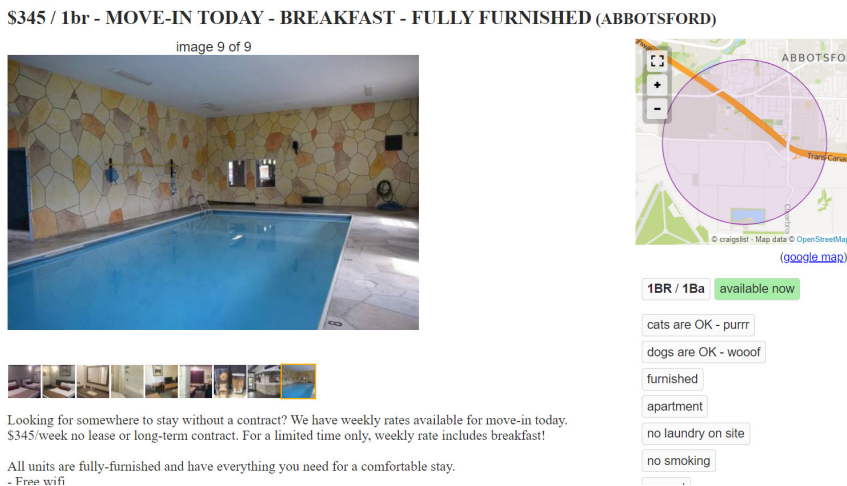 $345 / 1br - MOVE-IN TODAY - BREAKFAST - FULLY FURNISHED (ABBOTSFORD)
image 9 of 9
ABBOTSFO
+
-
Trans-Canad
Clearbro
© craigslist - Map data © OpenStreetMap
(google map)
1BR / 1Ba
available now
cats are OK - purrr
dogs are OK - wooof
furnished
apartment
no laundry on site
no smoking
Looking for somewhere to stay without a contract? We have weekly rates available for move-in today.
$345/week no lease or long-term contract. For a limited time only, weekly rate includes breakfast!
All units are fully-furnished and have everything you need for a comfortable stay.
- Free wifi